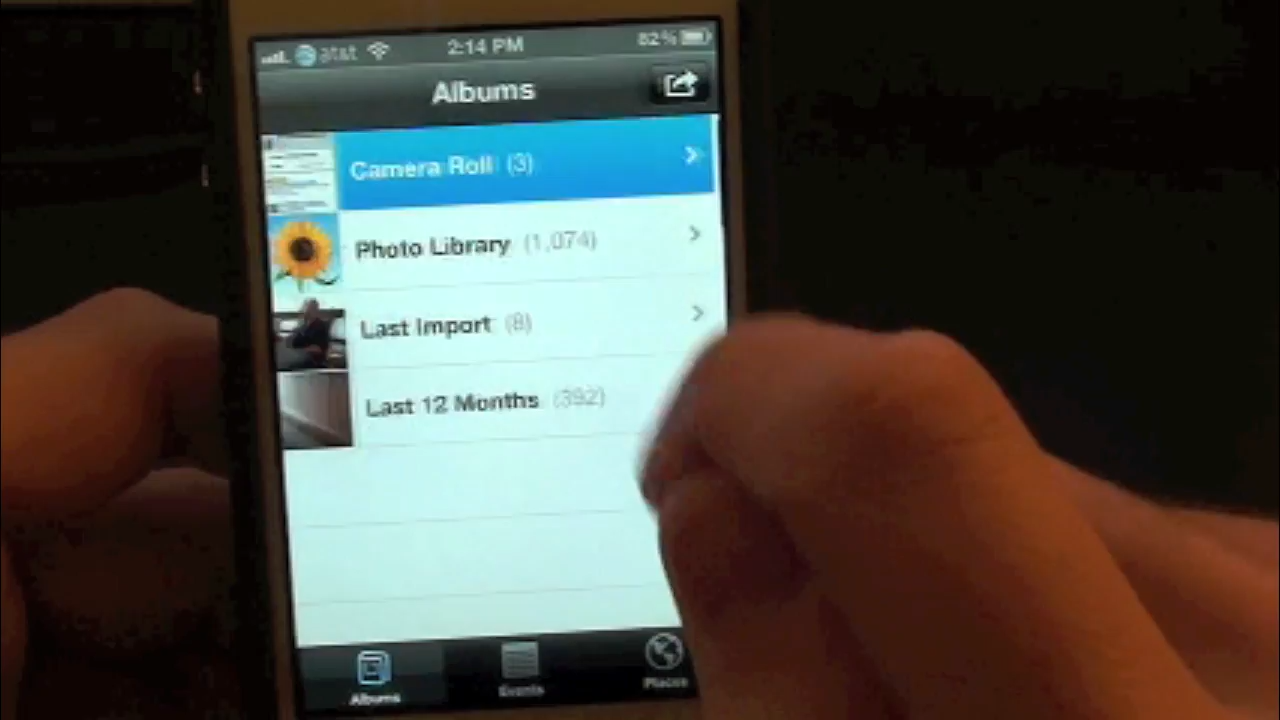 at&t 2:14 PM 82%
Albums
Camera Roll (3)
Photo Library (1,074)
Last Import (8)
Last 12 Months (392)
Albums Events Places